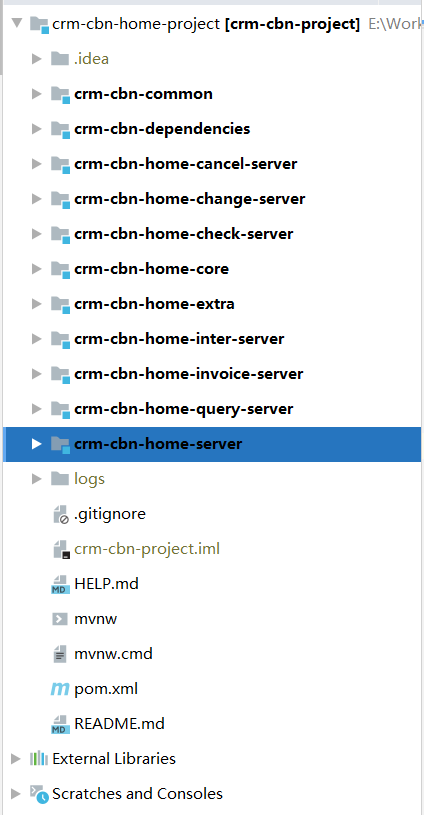 crm-cbn-home-project [crm-cbn-project] E:\Work
.idea
crm-cbn-common
crm-cbn-dependencies
crm-cbn-home-cancel-server
crm-cbn-home-change-server
crm-cbn-home-check-server
crm-cbn-home-core
crm-cbn-home-extra
crm-cbn-home-inter-server
crm-cbn-home-invoice-server
crm-cbn-home-query-server
crm-cbn-home-server
logs
.gitignore
crm-cbn-project.iml
MD HELP.md
mvnw
mvnw.cmd
m pom.xml
MD README.md
External Libraries
Scratches and Consoles